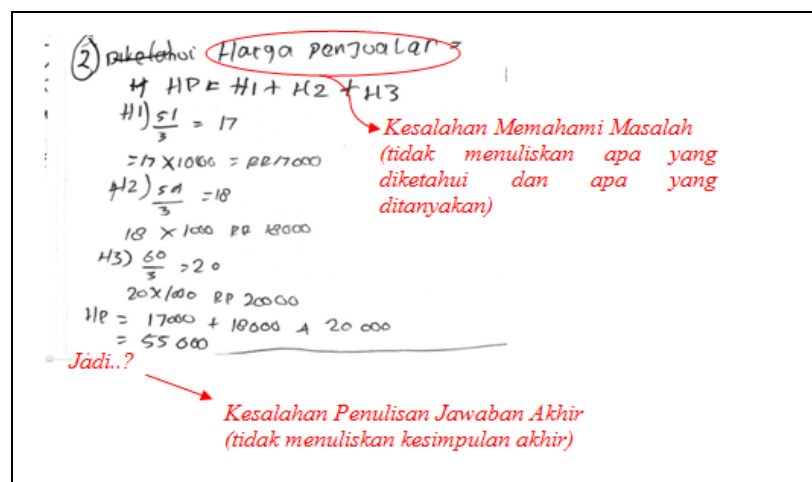 ② Diketahui Harga penjualan =
HP = H1 + H2 + H3
H1) 51/3 = 17
= 17 X 1000 = RP 17000
H2) 54/3 = 18
18 X 1000 RP 18000
H3) 60/3 = 20
20 X 1000 RP 20000
HP = 17000 + 18000 + 20 000
= 55 000
Kesalahan Memahami Masalah
(tidak menuliskan apa yang
diketahui dan apa yang
ditanyakan)
Jadi..?
Kesalahan Penulisan Jawaban Akhir
(tidak menuliskan kesimpulan akhir)